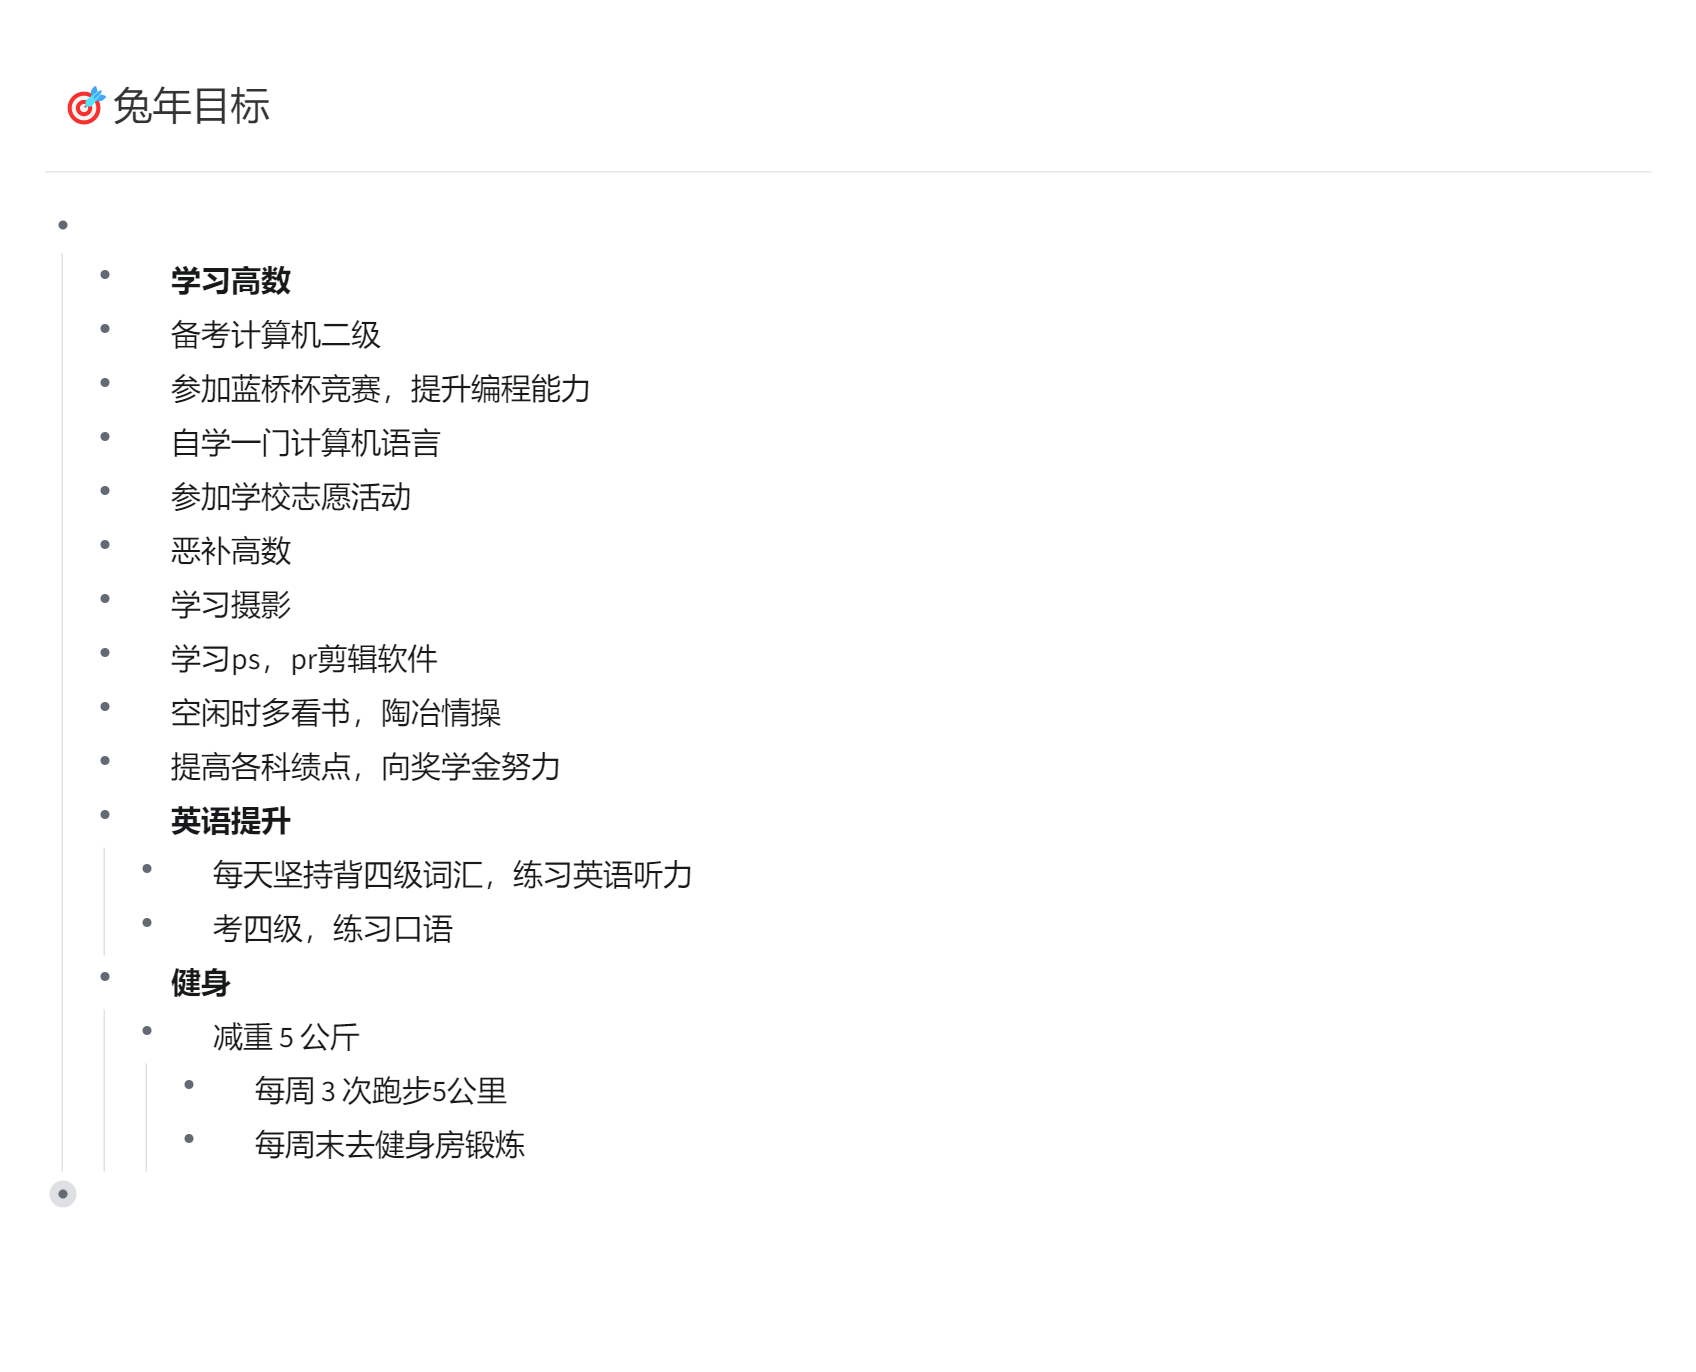 兔年目标
学习高数
备考计算机二级
参加蓝桥杯竞赛，提升编程能力
自学一门计算机语言
参加学校志愿活动
恶补高数
学习摄影
学习ps，pr剪辑软件
空闲时多看书，陶冶情操
提高各科绩点，向奖学金努力
英语提升
每天坚持背四级词汇，练习英语听力
考四级，练习口语
健身
减重 5 公斤
每周 3 次跑步5公里
每周末去健身房锻炼